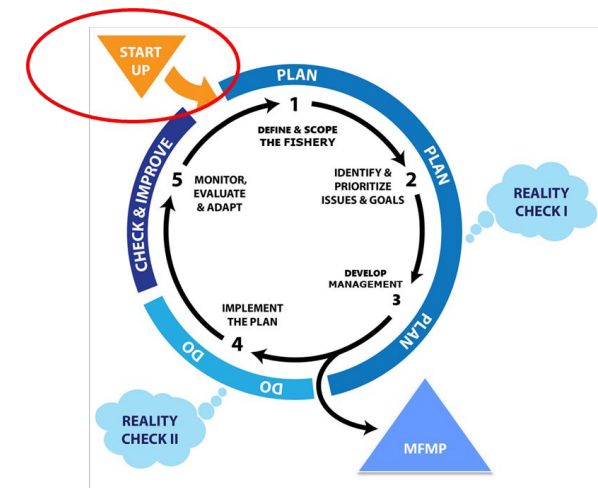 START
UP
PLAN
1
DEFINE & SCOPE
THE FISHERY
PLAN
2
IDENTIFY &
PRIORITIZE
ISSUES & GOALS
REALITY
CHECK I
DEVELOP
MANAGEMENT
3
PLAN
MFMP
IMPLEMENT
THE PLAN
4
DO
DO
REALITY
CHECK II
5
MONITOR,
EVALUATE
& ADAPT
CHECK & IMPROVE